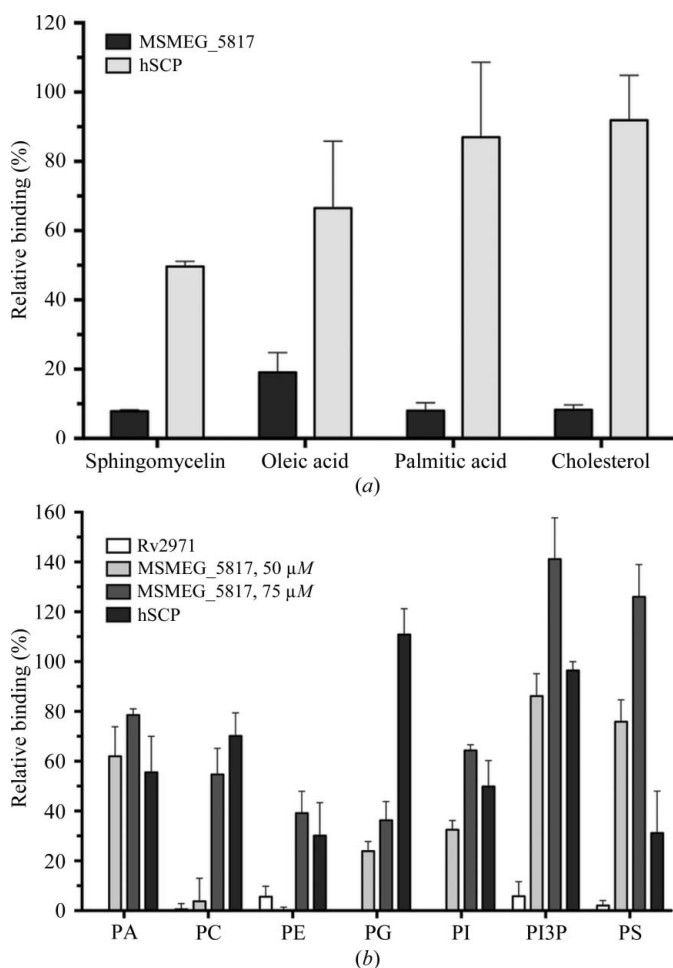 120
100
80
60
40
20
0
Relative binding (%)
MSMEG_5817
hSCP
Sphingomycelin Oleic acid Palmitic acid Cholesterol
(a)
160
140
120
100
80
60
40
20
0
Relative binding (%)
Rv2971
MSMEG_5817, 50 µM
MSMEG_5817, 75 µM
hSCP
PA PC PE PG PI PI3P PS
(b)